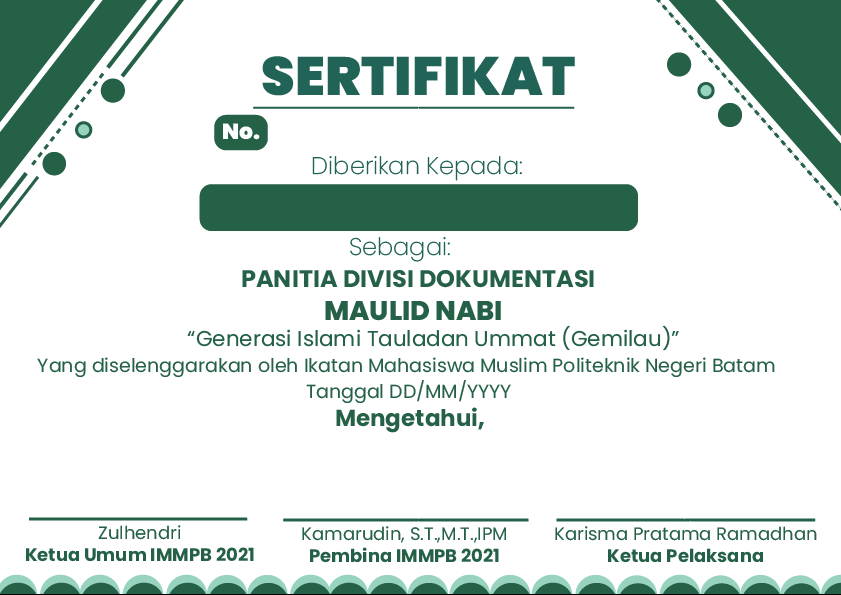 SERTIFIKAT
No.
Diberikan Kepada:
Sebagai:
PANITIA DIVISI DOKUMENTASI
MAULID NABI
“Generasi Islami Tauladan Ummat (Gemilau)”
Yang diselenggarakan oleh Ikatan Mahasiswa Muslim Politeknik Negeri Batam
Tanggal DD/MM/YYYY
Mengetahui,
Zulhendri
Ketua Umum IMMPB 2021
Kamarudin, S.T.,M.T.,IPM
Pembina IMMPB 2021
Karisma Pratama Ramadhan
Ketua Pelaksana